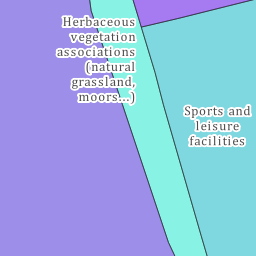 Herbaceous
vegetation
associations
(natural
grassland,
moors...)
Sports and
leisure
facilities